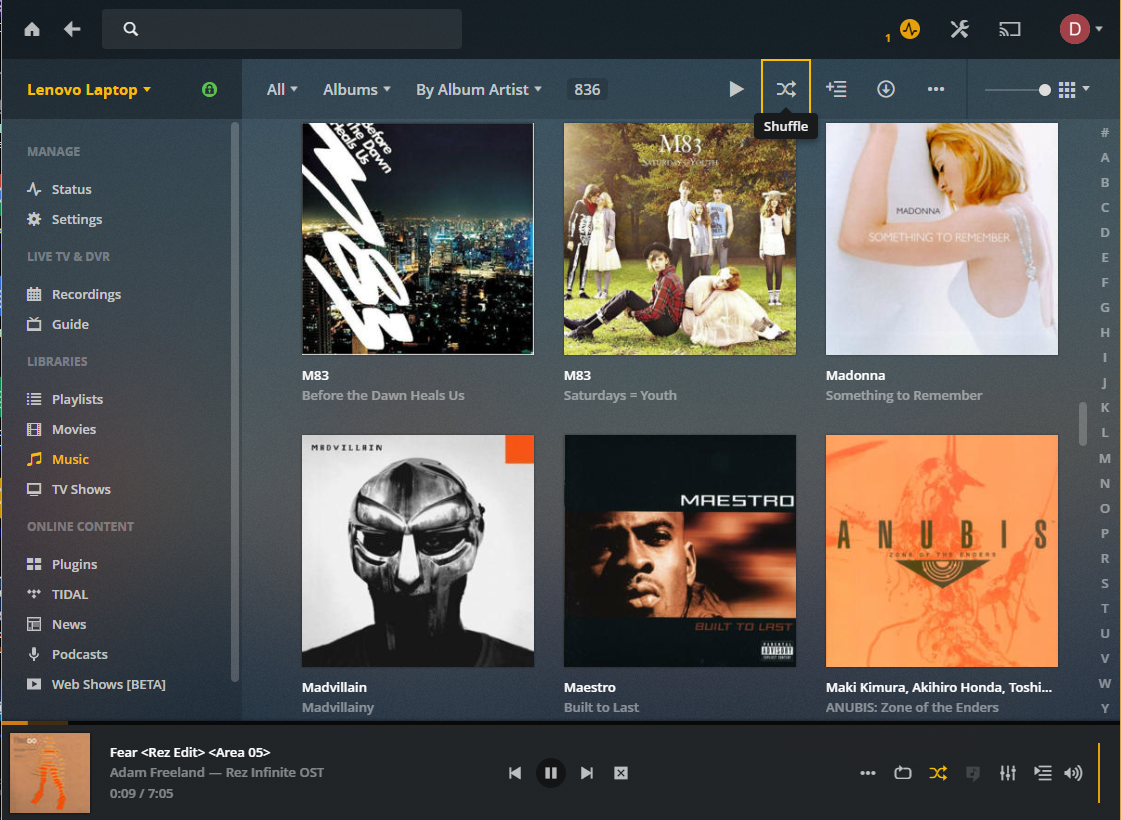 1
D
Lenovo Laptop
All
Albums
By Album Artist
836
Shuffle
MANAGE
Status
Settings
LIVE TV & DVR
Recordings
Guide
LIBRARIES
Playlists
Movies
Music
TV Shows
ONLINE CONTENT
Plugins
TIDAL
News
Podcasts
Web Shows [BETA]
Before
The Dawn
Heals Us
M83
M83
Before the Dawn Heals Us
M83
SATURDAYS=YOUTH
M83
Saturdays = Youth
MADONNA
SOMETHING TO REMEMBER
Madonna
Something to Remember
MADVILLAIN
Madvillain
Madvillainy
MAESTRO
BUILT TO LAST
PARENTAL
ADVISORY
EXPLICIT CONTENT
Maestro
Built to Last
ANUBIS
ZONE OF THE ENDERS
Maki Kimura, Akihiro Honda, Toshi...
ANUBIS: Zone of the Enders
#
A
B
C
D
E
F
G
H
I
J
K
L
M
N
O
P
R
S
T
U
V
W
Y
Fear <Rez Edit> <Area 05>
Adam Freeland — Rez Infinite OST
0:09 / 7:05